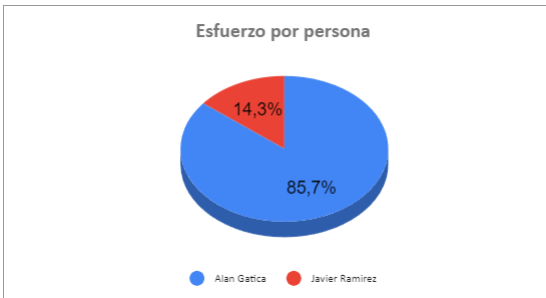 Esfuerzo por persona
14,3%
85,7%
Alan Gatica
Javier Ramirez